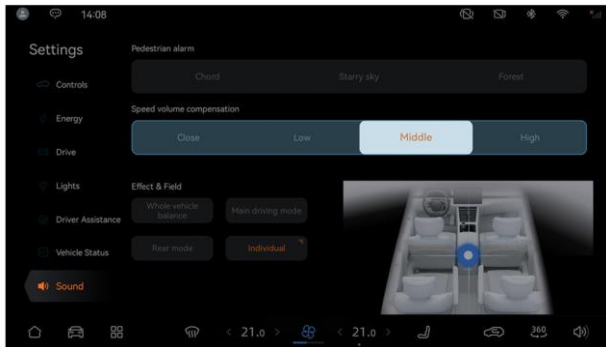 14:08
Settings
Controls
Energy
Drive
Lights
Driver Assistance
Vehicle Status
Sound
Pedestrian alarm
Chord Starry sky Forest
Speed volume compensation
Close Low Middle High
Effect & Field
Whole vehicle
balance
Main driving mode
Rear mode Individual
< 21.0 > < 21.0 > 360